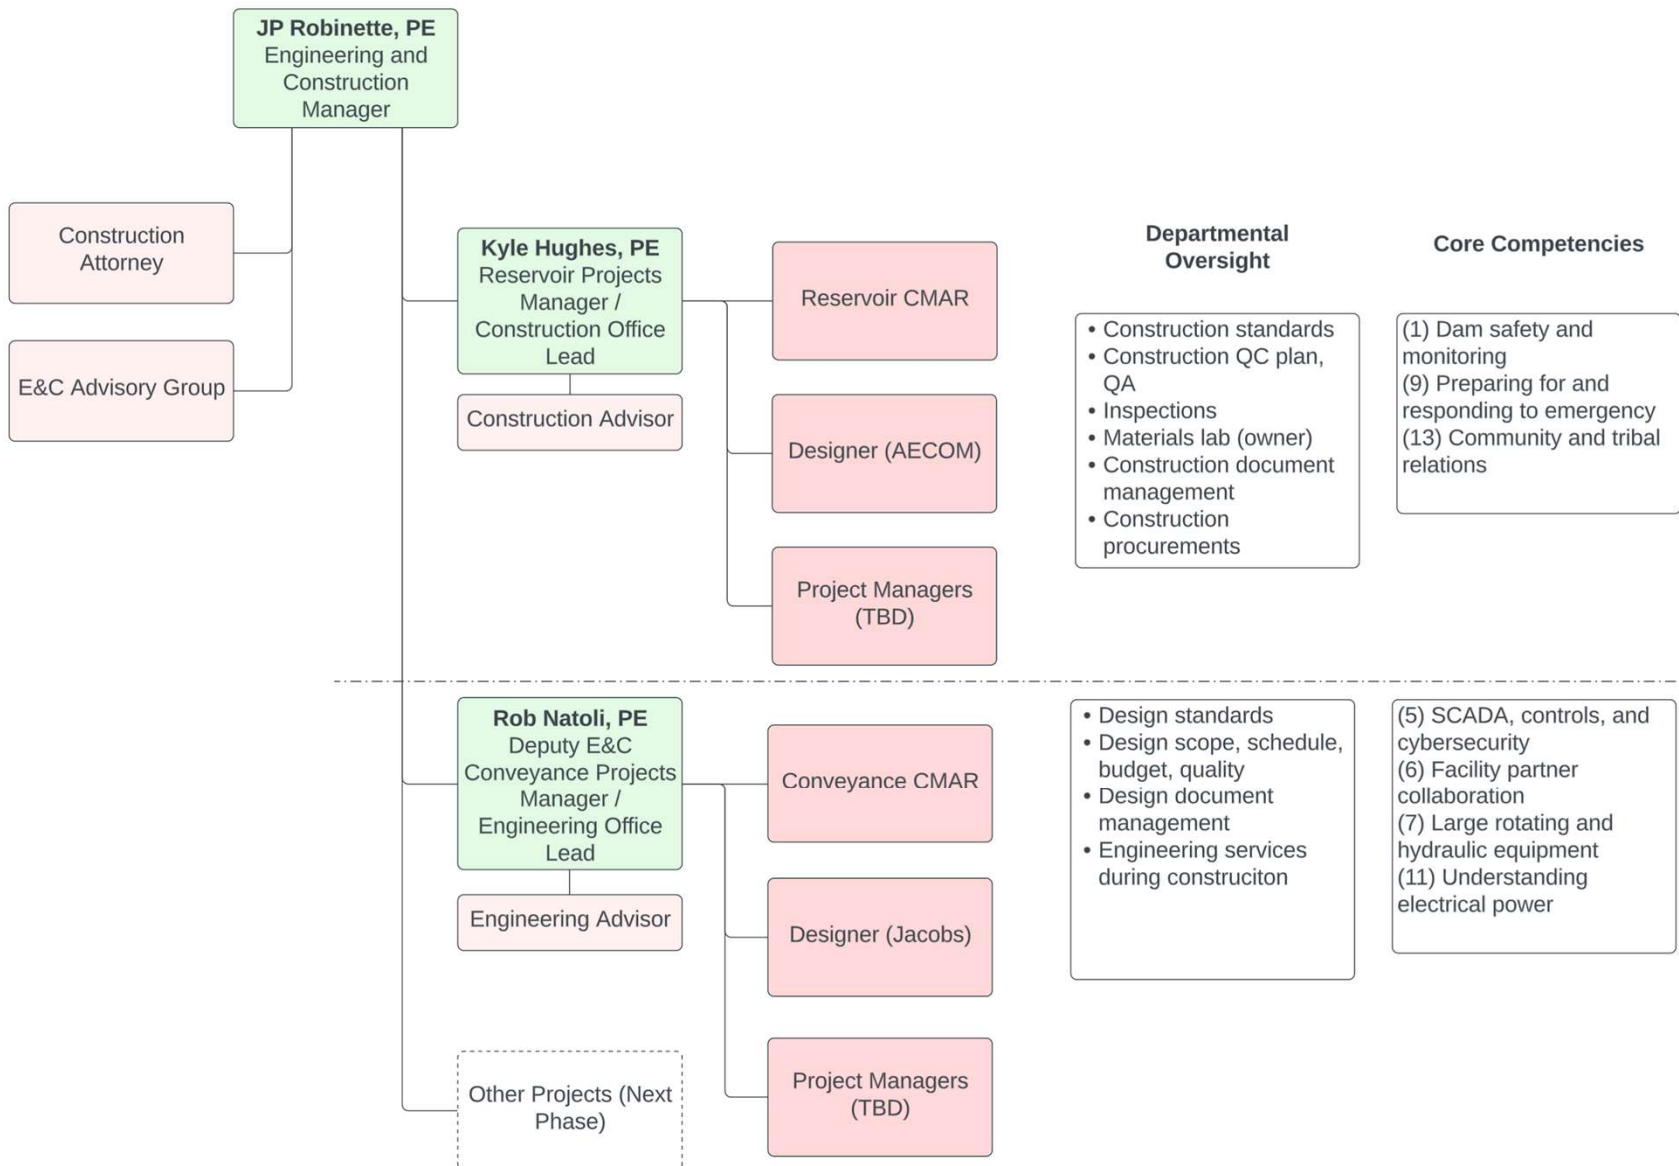 JP Robinette, PE
Engineering and
Construction
Manager
Construction
Attorney
E&C Advisory Group
Kyle Hughes, PE
Reservoir Projects
Manager /
Construction Office
Lead
Construction Advisor
Reservoir CMAR
Designer (AECOM)
Project Managers
(TBD)
Departmental
Oversight
• Construction standards
• Construction QC plan,
QA
• Inspections
• Materials lab (owner)
• Construction document
management
• Construction
procurements
Core Competencies
(1) Dam safety and
monitoring
(9) Preparing for and
responding to emergency
(13) Community and tribal
relations
Rob Natoli, PE
Deputy E&C
Conveyance Projects
Manager /
Engineering Office
Lead
Engineering Advisor
Other Projects (Next
Phase)
Conveyance CMAR
Designer (Jacobs)
Project Managers
(TBD)
• Design standards
• Design scope, schedule,
budget, quality
• Design document
management
• Engineering services
during construciton
(5) SCADA, controls, and
cybersecurity
(6) Facility partner
collaboration
(7) Large rotating and
hydraulic equipment
(11) Understanding
electrical power